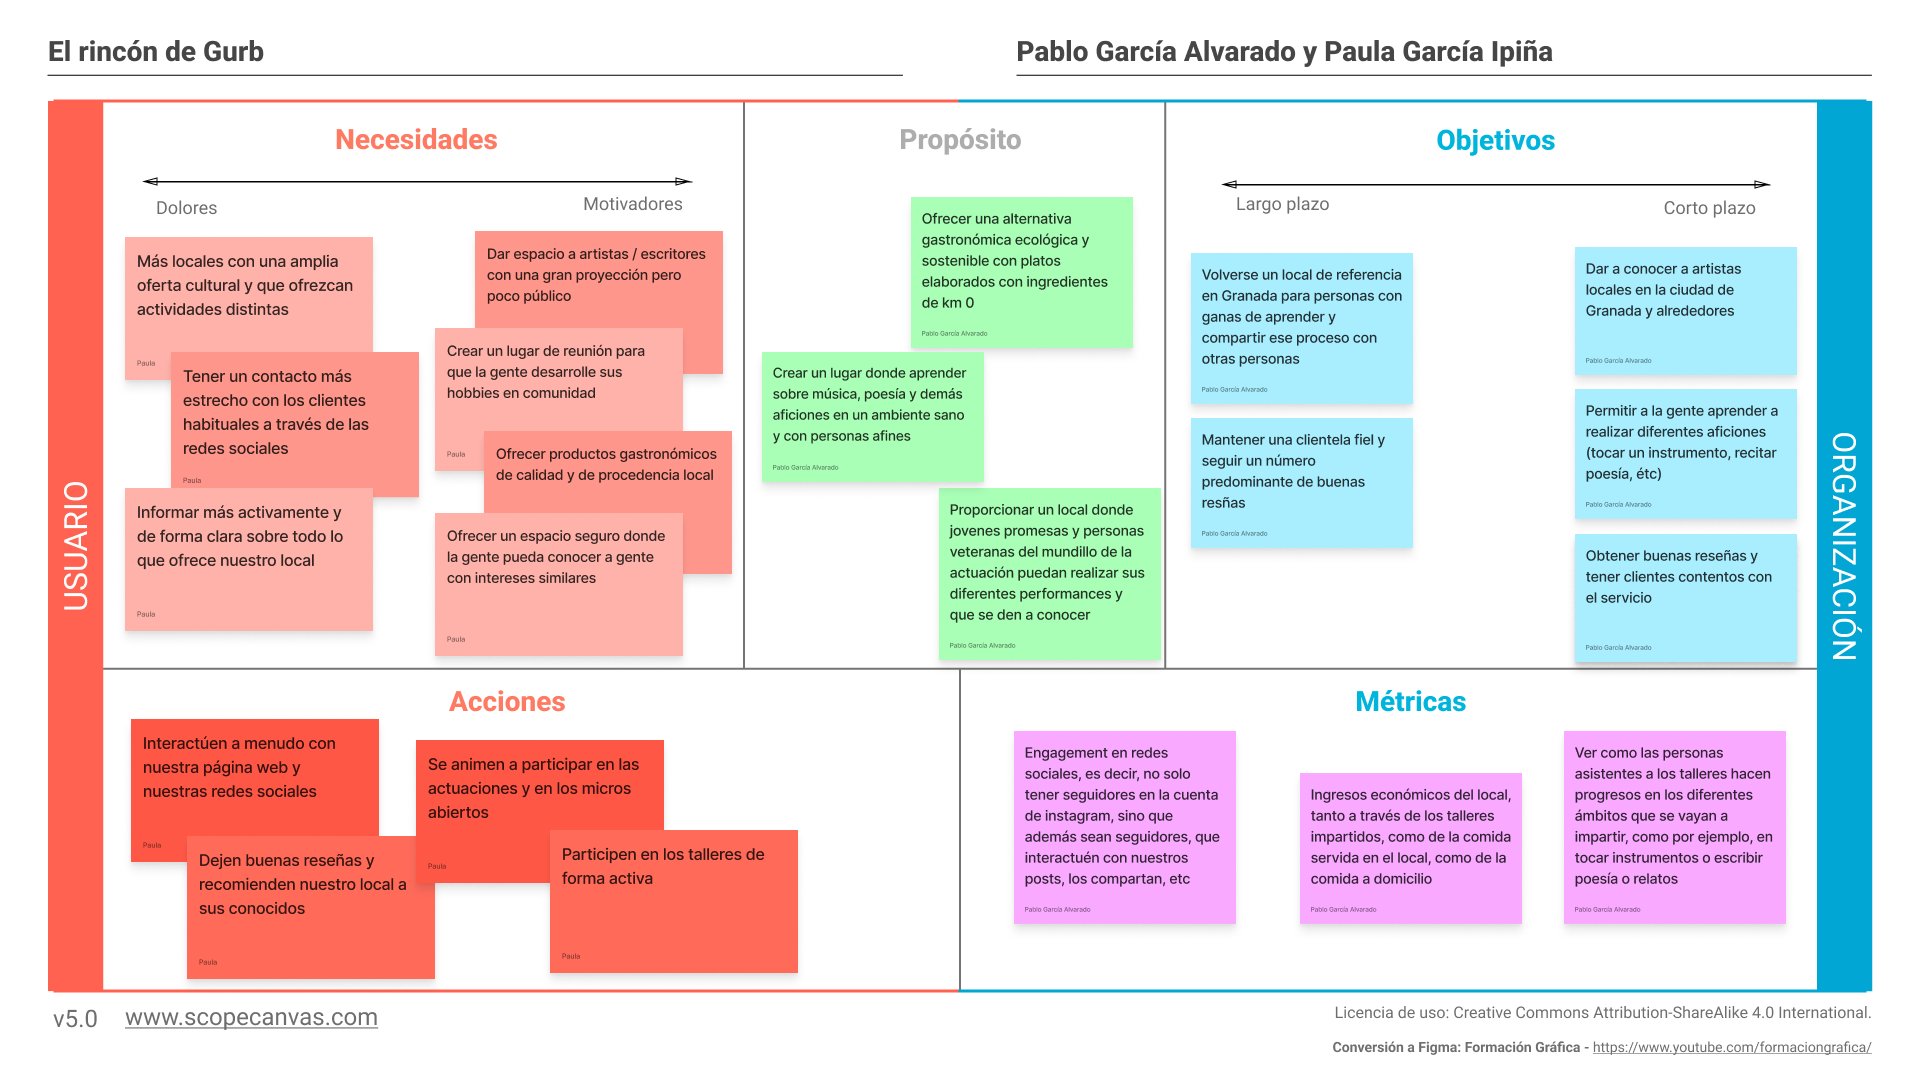 El rincón de Gurb
Pablo García Alvarado y Paula García Ipiña
USUARIO
Necesidades
Dolores
Motivadores
Más locales con una amplia
oferta cultural y que ofrezcan
actividades distintas
Paula
Tener un contacto más
estrecho con los clientes
habituales a través de las
redes sociales
Paula
Informar más activamente y
de forma clara sobre todo lo
que ofrece nuestro local
Paula
Dar espacio a artistas / escritores
con una gran proyección pero
poco público
Crear un lugar de reunión para
que la gente desarrolle sus
hobbies en comunidad
Paula
Ofrecer productos gastronómicos
de calidad y de procedencia local
Ofrecer un espacio seguro donde
la gente pueda conocer a gente
con intereses similares
Paula
Propósito
Ofrecer una alternativa
gastronómica ecológica y
sostenible con platos
elaborados con ingredientes
de km 0
Pablo García Alvarado
Crear un lugar donde aprender
sobre música, poesía y demás
aficiones en un ambiente sano
y con personas afines
Pablo García Alvarado
Proporcionar un local donde
jovenes promesas y personas
veteranas del mundillo de la
actuación puedan realizar sus
diferentes performances y
que se den a conocer
Pablo García Alvarado
Objetivos
Largo plazo
Corto plazo
Volverse un local de referencia
en Granada para personas con
ganas de aprender y
compartir ese proceso con
otras personas
Pablo García Alvarado
Mantener una clientela fiel y
seguir un número
predominante de buenas
resñas
Pablo García Alvarado
Dar a conocer a artistas
locales en la ciudad de
Granada y alrededores
Pablo García Alvarado
Permitir a la gente aprender a
realizar diferentes aficiones
(tocar un instrumento, recitar
poesía, étc)
Pablo García Alvarado
Obtener buenas reseñas y
tener clientes contentos con
el servicio
Pablo García Alvarado
ORGANIZACIÓN
Acciones
Interactúen a menudo con
nuestra página web y
nuestras redes sociales
Paula
Dejen buenas reseñas y
recomienden nuestro local a
sus conocidos
Paula
Se animen a participar en las
actuaciones y en los micros
abiertos
Paula
Participen en los talleres de
forma activa
Paula
Métricas
Engagement en redes
sociales, es decir, no solo
tener seguidores en la cuenta
de instagram, sino que
además sean seguidores, que
interactuén con nuestros
posts, los compartan, etc
Pablo García Alvarado
Ingresos económicos del local,
tanto a través de los talleres
impartidos, como de la comida
servida en el local, como de la
comida a domicilio
Pablo García Alvarado
Ver como las personas
asistentes a los talleres hacen
progresos en los diferentes
ámbitos que se vayan a
impartir, como por ejemplo, en
tocar instrumentos o escribir
poesía o relatos
Pablo García Alvarado
v5.0 www.scopecanvas.com
Licencia de uso: Creative Commons Attribution-ShareAlike 4.0 International.
Conversión a Figma: Formación Gráfica - https://www.youtube.com/formaciongrafica/